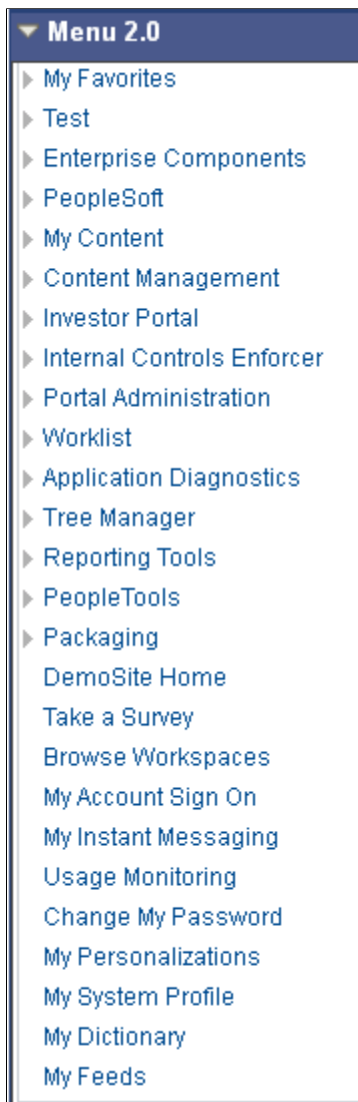 Menu 2.0
My Favorites
Test
Enterprise Components
PeopleSoft
My Content
Content Management
Investor Portal
Internal Controls Enforcer
Portal Administration
Worklist
Application Diagnostics
Tree Manager
Reporting Tools
PeopleTools
Packaging
DemoSite Home
Take a Survey
Browse Workspaces
My Account Sign On
My Instant Messaging
Usage Monitoring
Change My Password
My Personalizations
My System Profile
My Dictionary
My Feeds